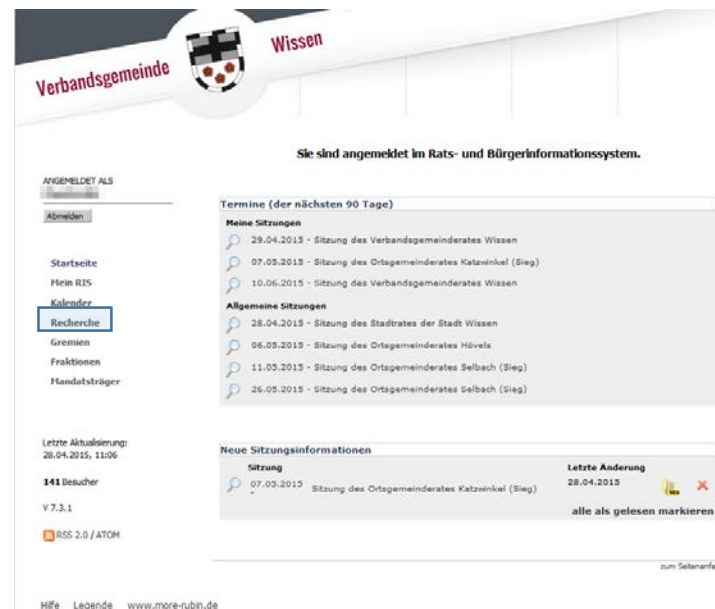 Verbandsgemeinde
Wissen
Sie sind angemeldet im Rats- und Bürgerinformationssystem.
ANGEMELDET ALS
Abmelden
Startseite
Mein RIS
Kalender
Recherche
Gremien
Fraktionen
Mandatsträger
Letzte Aktualisierung:
28.04.2015, 11:06
141 Besucher
V 7.3.1
RSS 2.0 / ATOM
Termine (der nächsten 90 Tage)
Meine Sitzungen
29.04.2015 - Sitzung des Verbandsgemeinderates Wissen
07.05.2015 - Sitzung des Ortsgemeinderates Katzwinkel (Sieg)
10.06.2015 - Sitzung des Verbandsgemeinderates Wissen
Allgemeine Sitzungen
28.04.2015 - Sitzung des Stadtrates der Stadt Wissen
06.05.2015 - Sitzung des Ortsgemeinderates Hövels
11.05.2015 - Sitzung des Ortsgemeinderates Selbach (Sieg)
26.05.2015 - Sitzung des Ortsgemeinderates Selbach (Sieg)
Neue Sitzungsinformationen
Sitzung Letzte Änderung
07.05.2015 - Sitzung des Ortsgemeinderates Katzwinkel (Sieg) 28.04.2015 NEU
alle als gelesen markieren
zum Seitenanfa
Hilfe Legende www.more-rubin.de